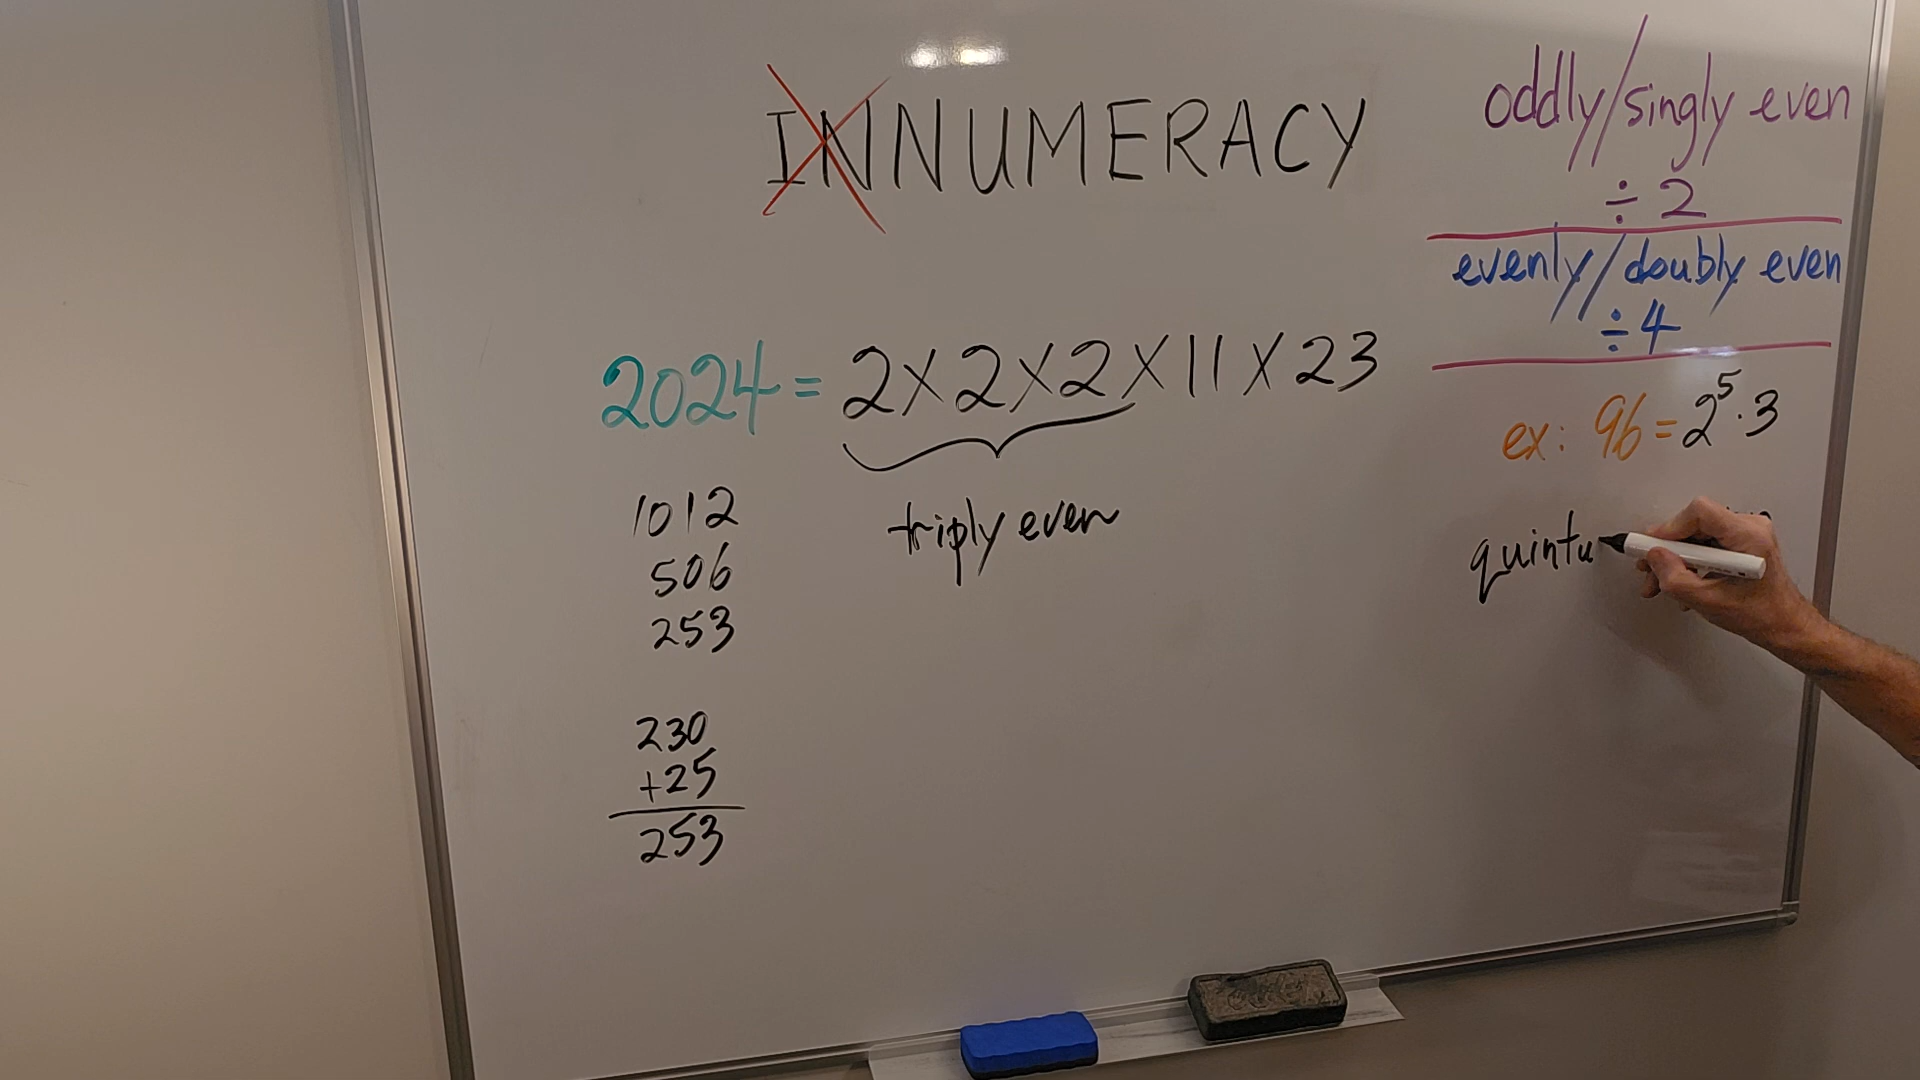 INNUMERACY
oddly/singly even
÷ 2
evenly/doubly even
÷ 4
2024 = 2 X 2 X 2 X 11 X 23
ex: 96 = 2⁵·3
1012
triply even
506
quintu
253
230
+25
253